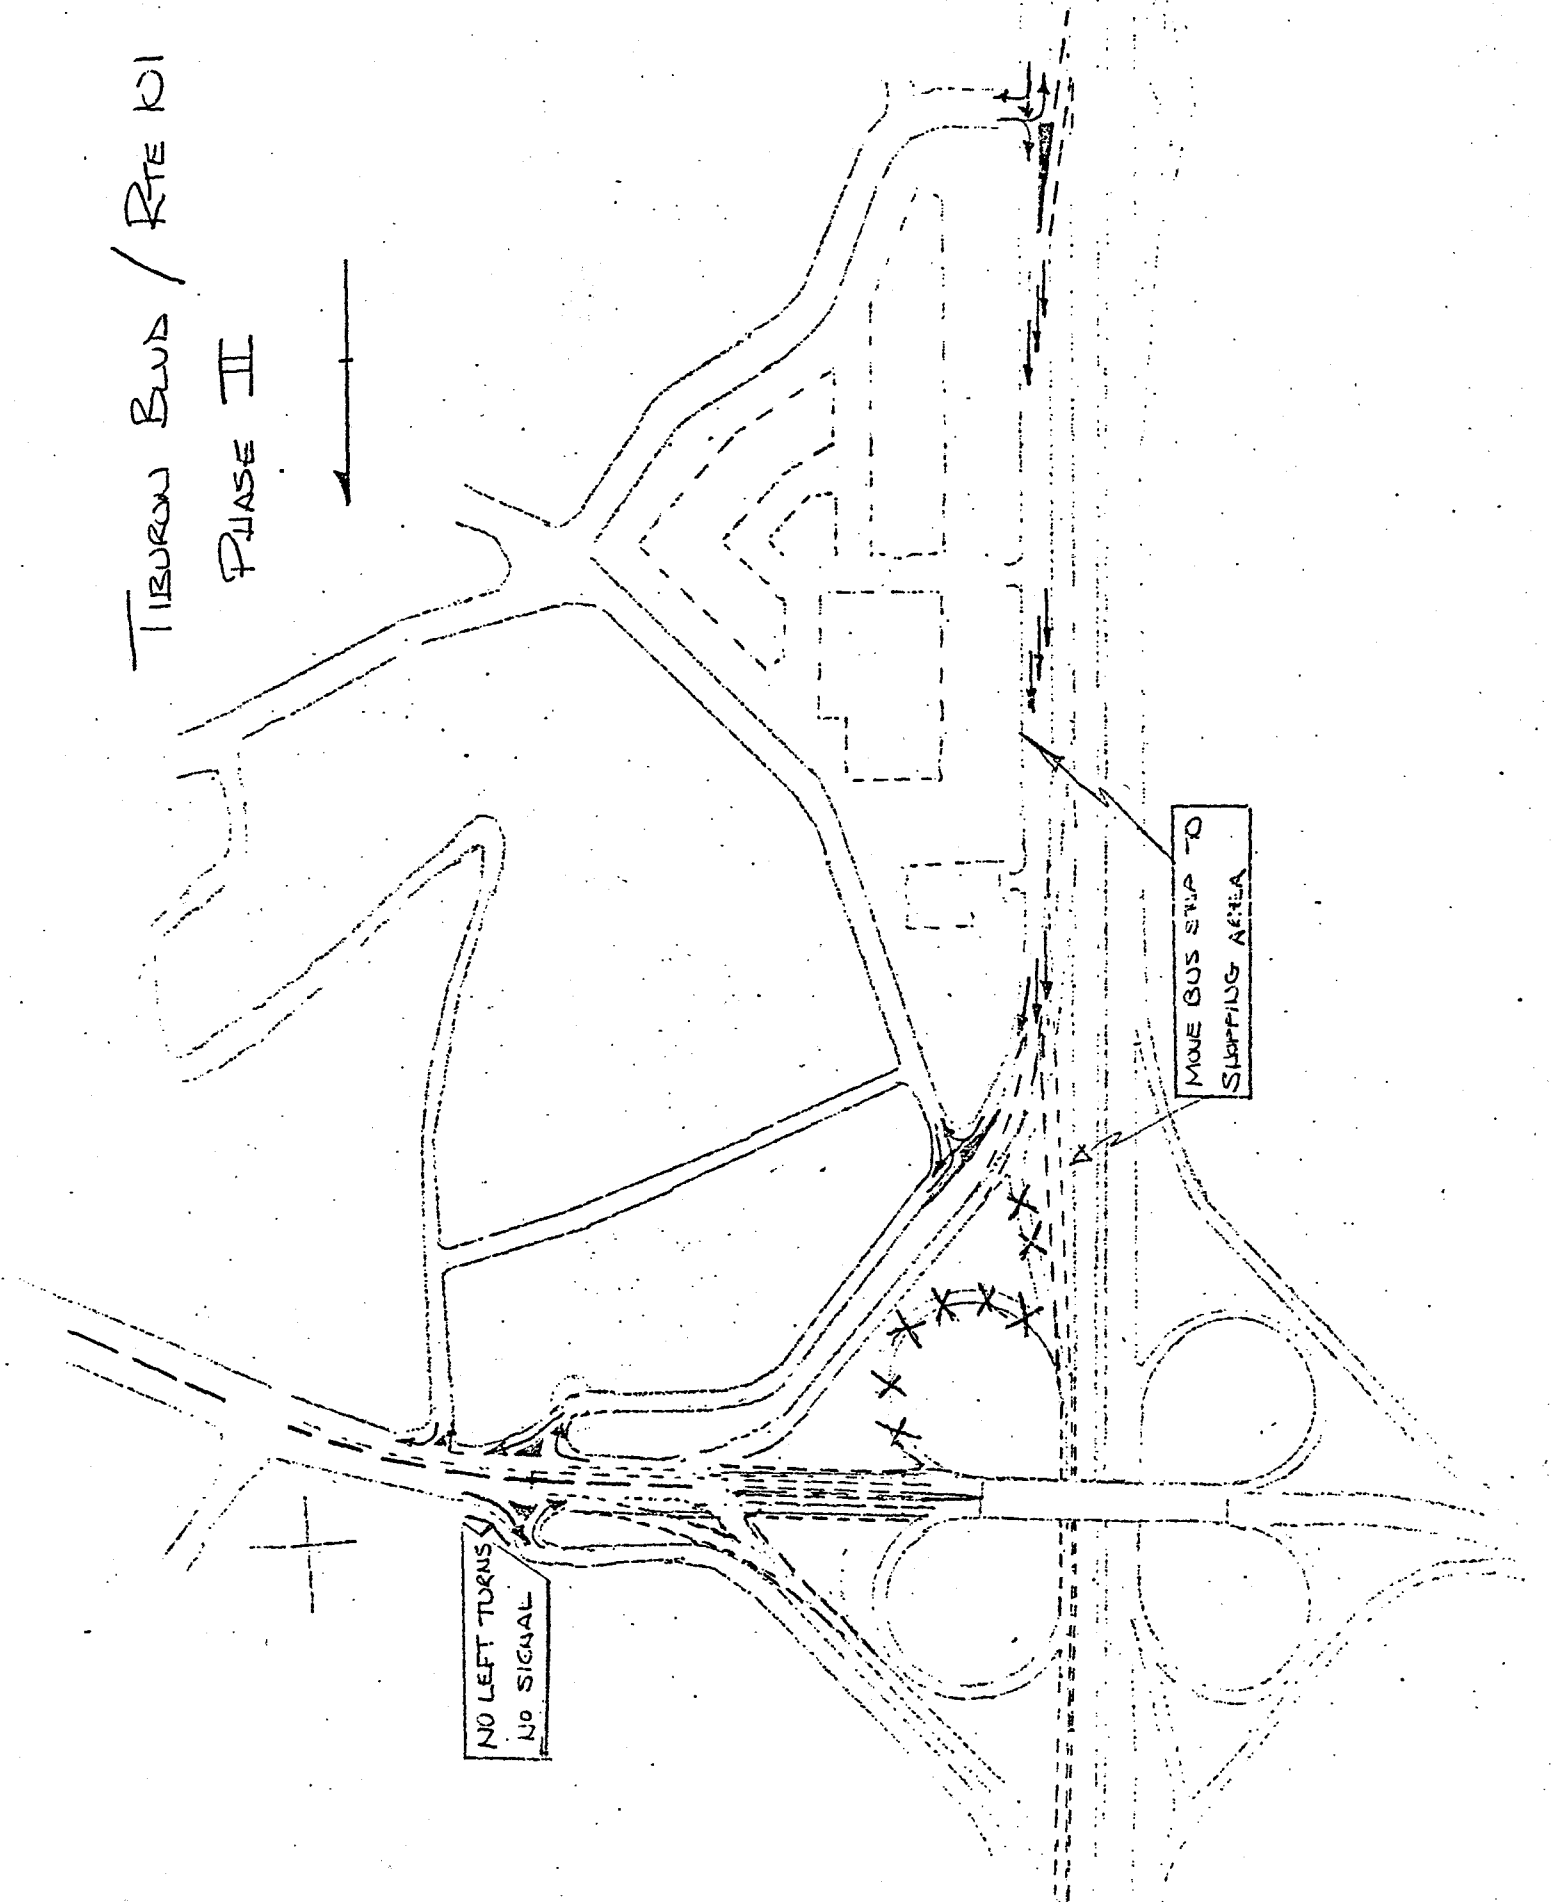 TIBURON BLVD / RTE 101
PHASE II
NO LEFT TURNS
NO SIGNAL
MOVE BUS STOP TO
SHOPPING AREA